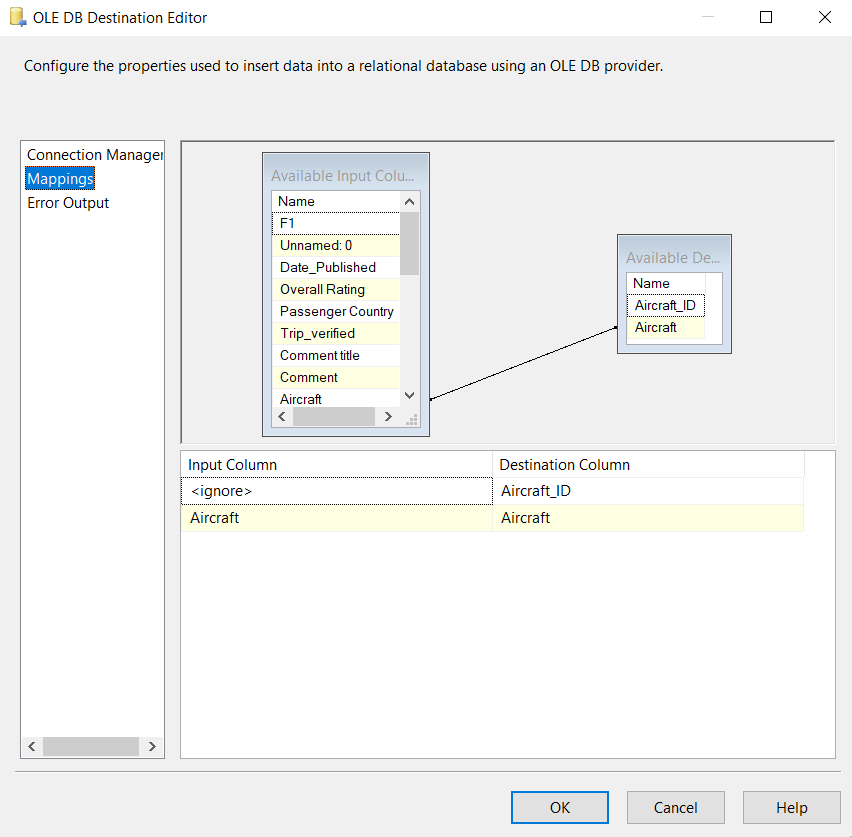 OLE DB Destination Editor
Configure the properties used to insert data into a relational database using an OLE DB provider.
Connection Manager
Mappings
Error Output
Available Input Colu...
Name
F1
Unnamed: 0
Date_Published
Overall Rating
Passenger Country
Trip_verified
Comment title
Comment
Aircraft
Available De...
Name
Aircraft_ID
Aircraft
Input Column Destination Column
<ignore> Aircraft_ID
Aircraft Aircraft
OK Cancel Help